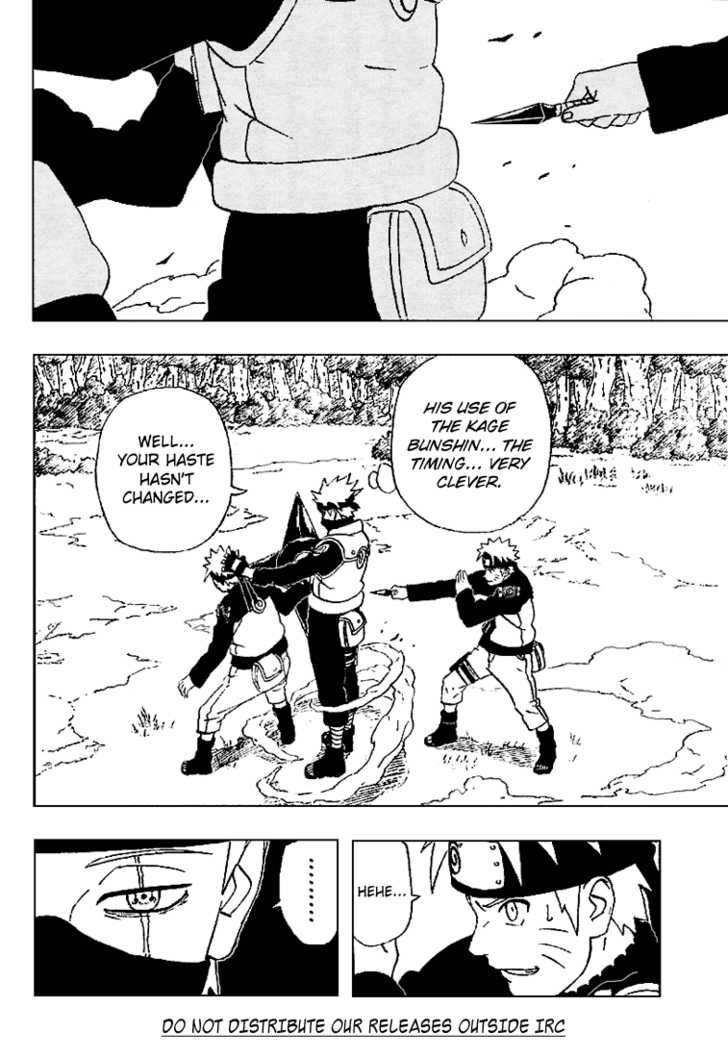 HIS USE OF
THE KAGE
BUNSHIN... THE
TIMING... VERY
CLEVER.
WELL...
YOUR HASTE
HASN'T
CHANGED...
HEHE...
........
DO NOT DISTRIBUTE OUR RELEASES OUTSIDE IRC